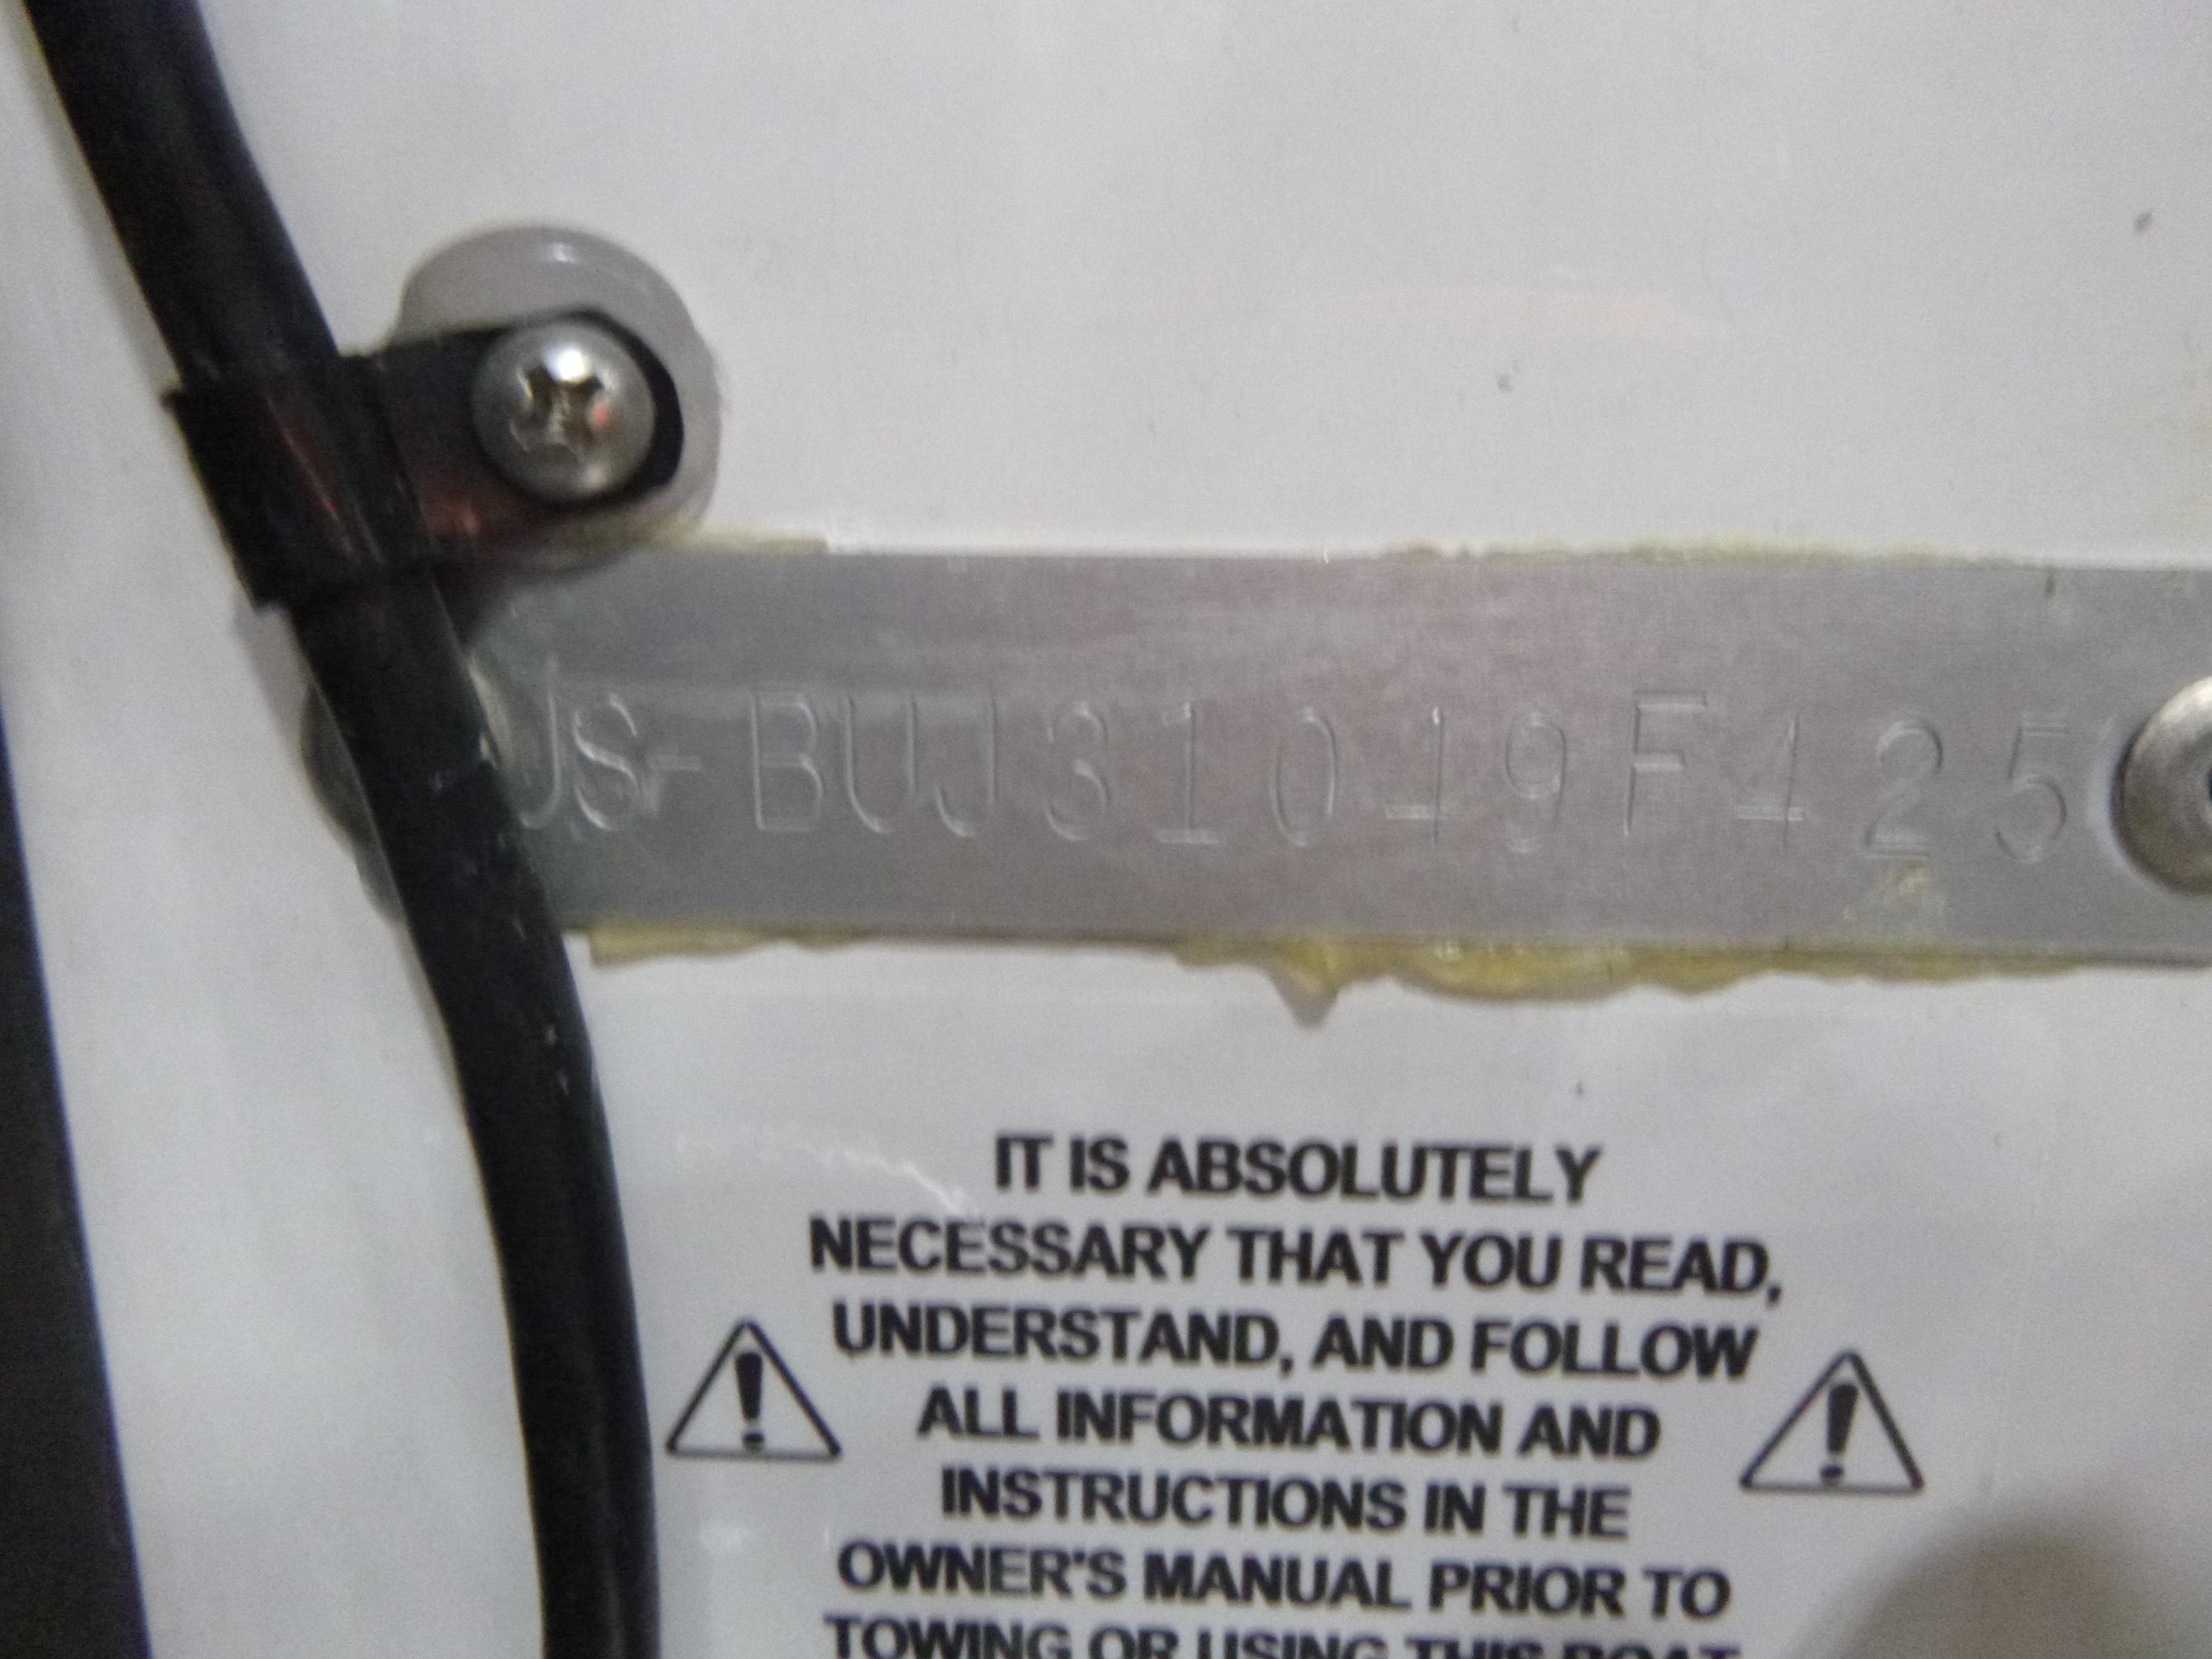 US-BUJ31049F425
IT IS ABSOLUTELY
NECESSARY THAT YOU READ,
UNDERSTAND, AND FOLLOW
ALL INFORMATION AND
INSTRUCTIONS IN THE
OWNER'S MANUAL PRIOR TO
TOWING OR USING THIS BOAT